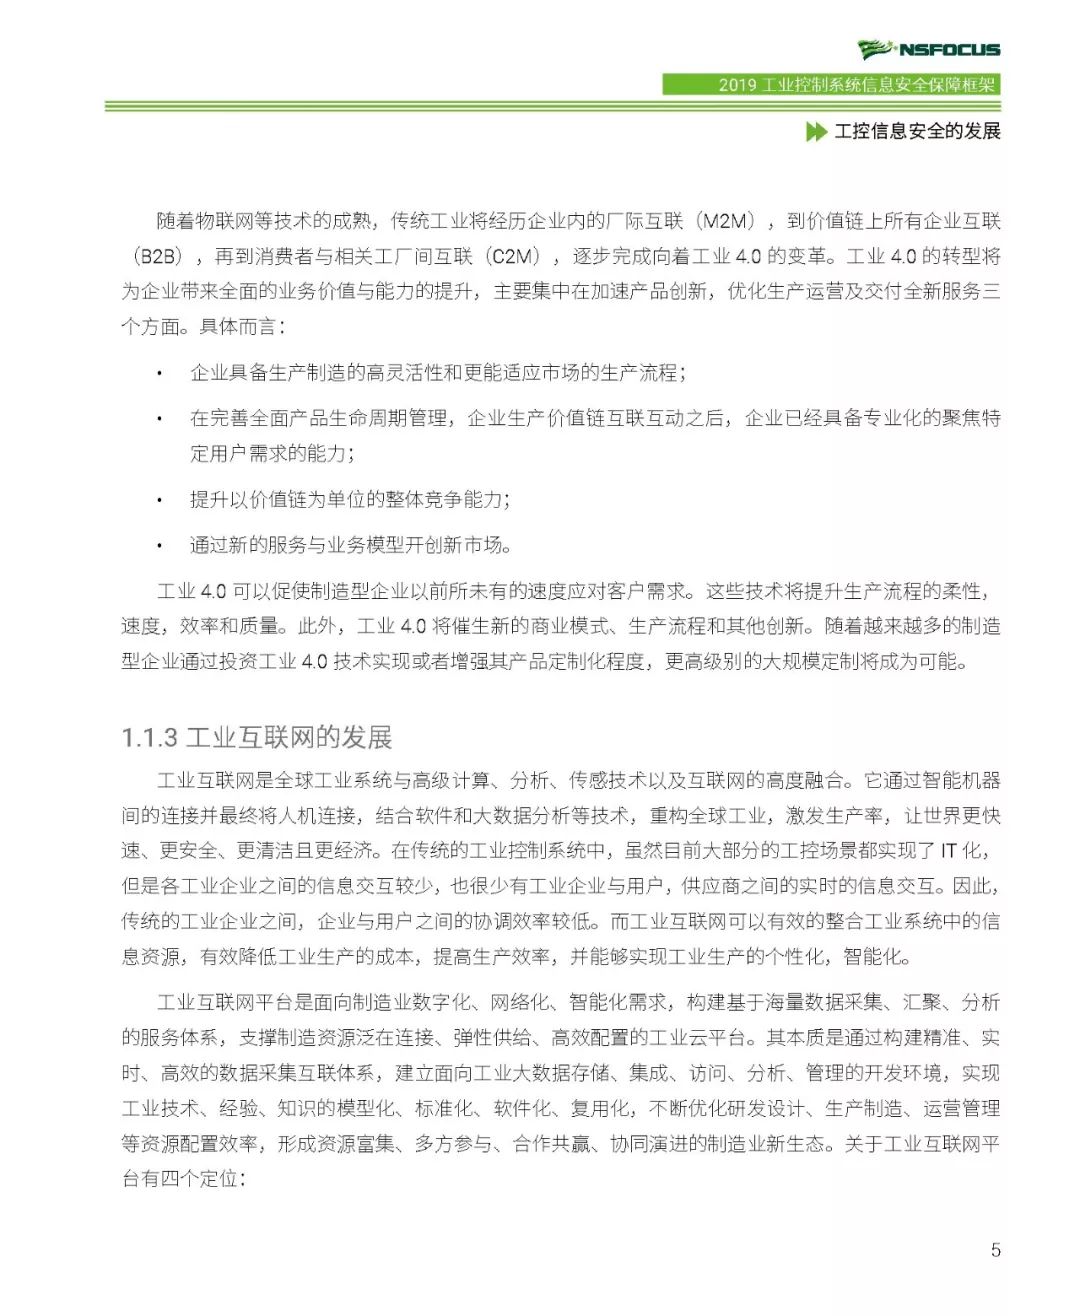 NSFOCUS
2019 工业控制系统信息安全保障框架
工控信息安全的发展
随着物联网等技术的成熟，传统工业将经历企业内的厂际互联（M2M），到价值链上所有企业互联
（B2B），再到消费者与相关工厂间互联（C2M），逐步完成向着工业 4.0 的变革。工业 4.0 的转型将
为企业带来全面的业务价值与能力的提升，主要集中在加速产品创新，优化生产运营及交付全新服务三
个方面。具体而言：
• 企业具备生产制造的高灵活性和更能适应市场的生产流程；
• 在完善全面产品生命周期管理，企业生产价值链互联互动之后，企业已经具备专业化的聚焦特
定用户需求的能力；
• 提升以价值链为单位的整体竞争能力；
• 通过新的服务与业务模型开创新市场。
工业 4.0 可以促使制造型企业以前所未有的速度应对客户需求。这些技术将提升生产流程的柔性，
速度，效率和质量。此外，工业 4.0 将催生新的商业模式、生产流程和其他创新。随着越来越多的制造
型企业通过投资工业 4.0 技术实现或者增强其产品定制化程度，更高级别的大规模定制将成为可能。
1.1.3 工业互联网的发展
工业互联网是全球工业系统与高级计算、分析、传感技术以及互联网的高度融合。它通过智能机器
间的连接并最终将人机连接，结合软件和大数据分析等技术，重构全球工业，激发生产率，让世界更快
速、更安全、更清洁且更经济。在传统的工业控制系统中，虽然目前大部分的工控场景都实现了 IT 化，
但是各工业企业之间的信息交互较少，也很少有工业企业与用户，供应商之间的实时的信息交互。因此，
传统的工业企业之间，企业与用户之间的协调效率较低。而工业互联网可以有效的整合工业系统中的信
息资源，有效降低工业生产的成本，提高生产效率，并能够实现工业生产的个性化，智能化。
工业互联网平台是面向制造业数字化、网络化、智能化需求，构建基于海量数据采集、汇聚、分析
的服务体系，支撑制造资源泛在连接、弹性供给、高效配置的工业云平台。其本质是通过构建精准、实
时、高效的数据采集互联体系，建立面向工业大数据存储、集成、访问、分析、管理的开发环境，实现
工业技术、经验、知识的模型化、标准化、软件化、复用化，不断优化研发设计、生产制造、运营管理
等资源配置效率，形成资源富集、多方参与、合作共赢、协同演进的制造业新生态。关于工业互联网平
台有四个定位：
5